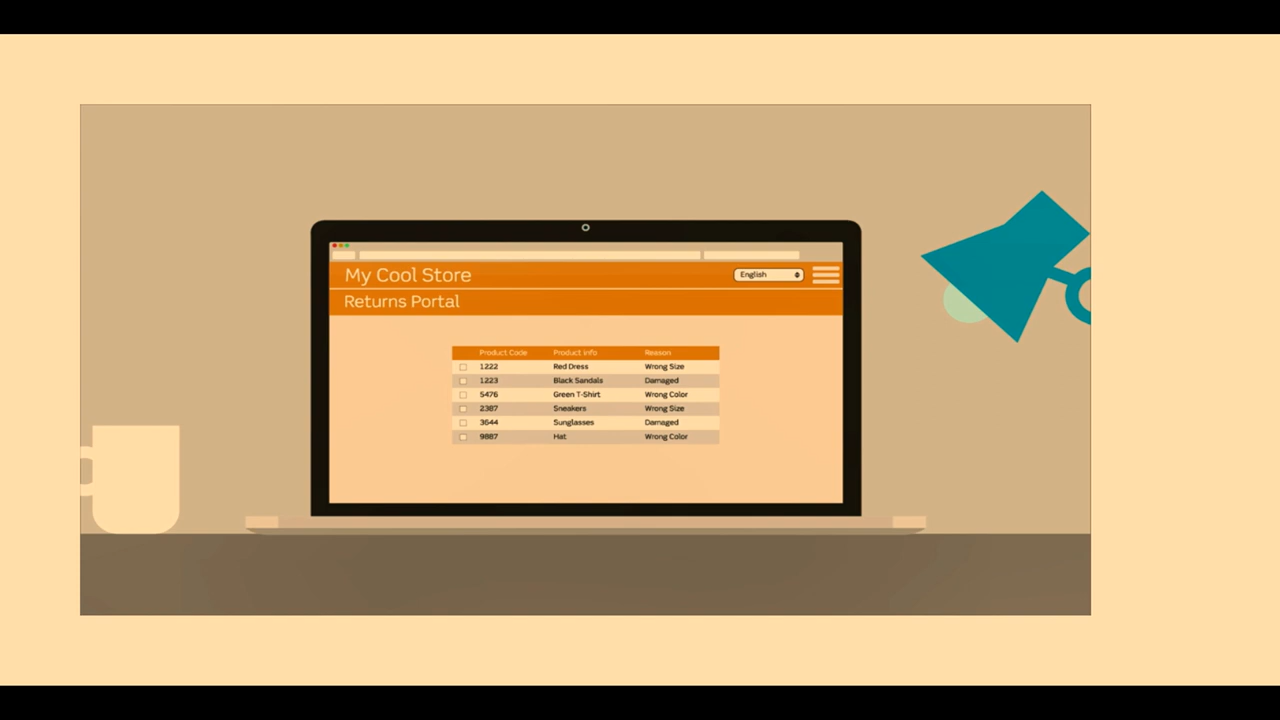 My Cool Store English
Returns Portal
Product Code Product info Reason
1222 Red Dress Wrong Size
1223 Black Sandals Damaged
5476 Green T-Shirt Wrong Color
2387 Sneakers Wrong Size
3644 Sunglasses Damaged
9887 Hat Wrong Color